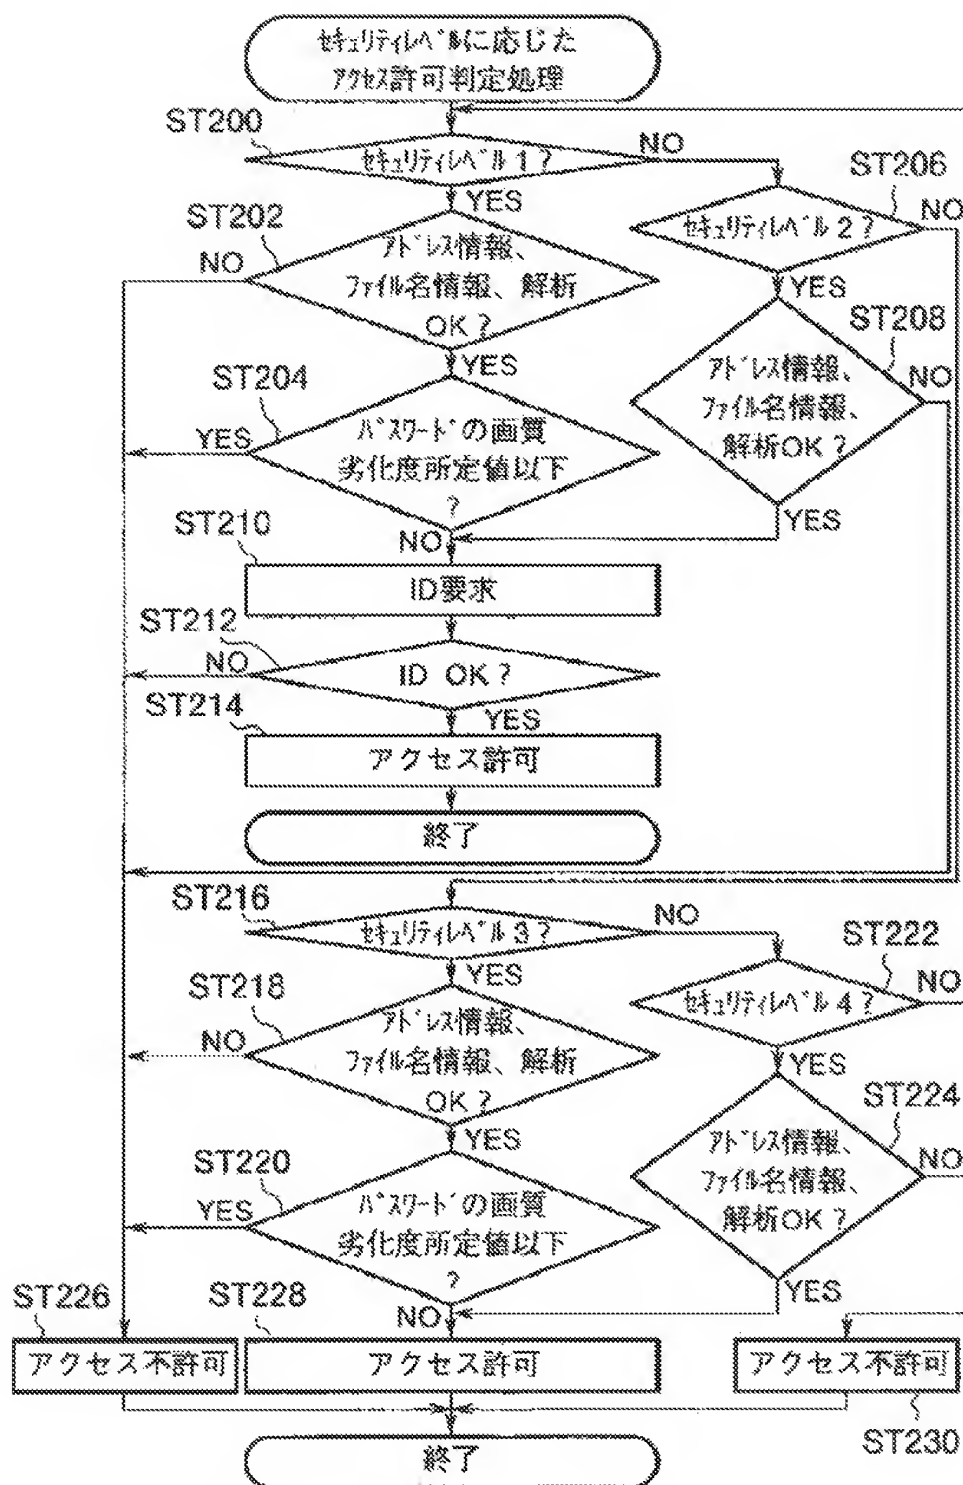 ｾｷｭﾘﾃｨﾚﾍﾞﾙに応じた
ｱｸｾｽ許可判定処理
ST200
ｾｷｭﾘﾃｨﾚﾍﾞﾙ 1 ?
NO
YES
ST206
ｾｷｭﾘﾃｨﾚﾍﾞﾙ 2 ?
NO
YES
ST202
ｱﾄﾞﾚｽ情報、
ﾌｧｲﾙ名情報、解析
OK ?
NO
YES
ST208
ｱﾄﾞﾚｽ情報、
ﾌｧｲﾙ名情報、
解析OK ?
NO
YES
ST204
ﾊﾟｽﾜｰﾄﾞの画質
劣化度所定値以下
?
YES
NO
ST210
ID要求
ST212
ID OK ?
NO
YES
ST214
アクセス許可
終了
ST216
ｾｷｭﾘﾃｨﾚﾍﾞﾙ 3 ?
NO
YES
ST222
ｾｷｭﾘﾃｨﾚﾍﾞﾙ 4 ?
NO
YES
ST218
ｱﾄﾞﾚｽ情報、
ﾌｧｲﾙ名情報、解析
OK ?
NO
YES
ST224
ｱﾄﾞﾚｽ情報、
ﾌｧｲﾙ名情報、
解析OK ?
NO
YES
ST220
ﾊﾟｽﾜｰﾄﾞの画質
劣化度所定値以下
?
YES
NO
ST226
アクセス不許可
ST228
アクセス許可
アクセス不許可
ST230
終了